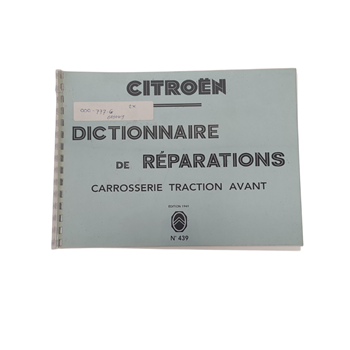 CITROËN
DICTIONNAIRE
DE RÉPARATIONS
CARROSSERIE TRACTION AVANT
N° 439